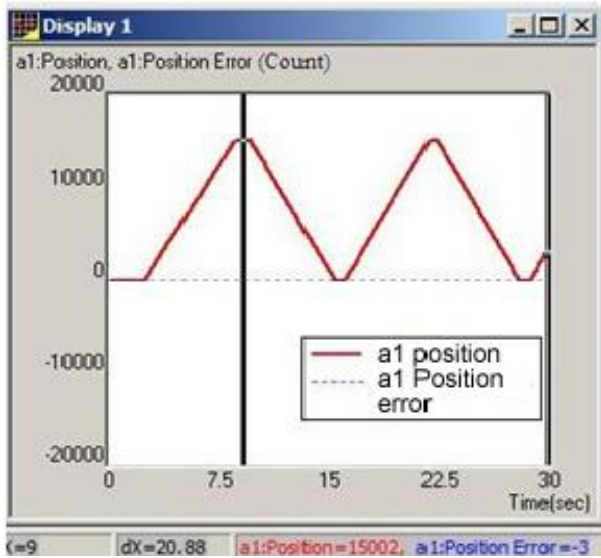 Display 1
a1:Position, a1:Position Error (Count)
20000
10000
0
-10000
-20000
a1 position
a1 Position
error
0 7.5 15 22.5 30
Time(sec)
X=9 dX=20.88 a1:Position=15002, a1:Position Error=-3